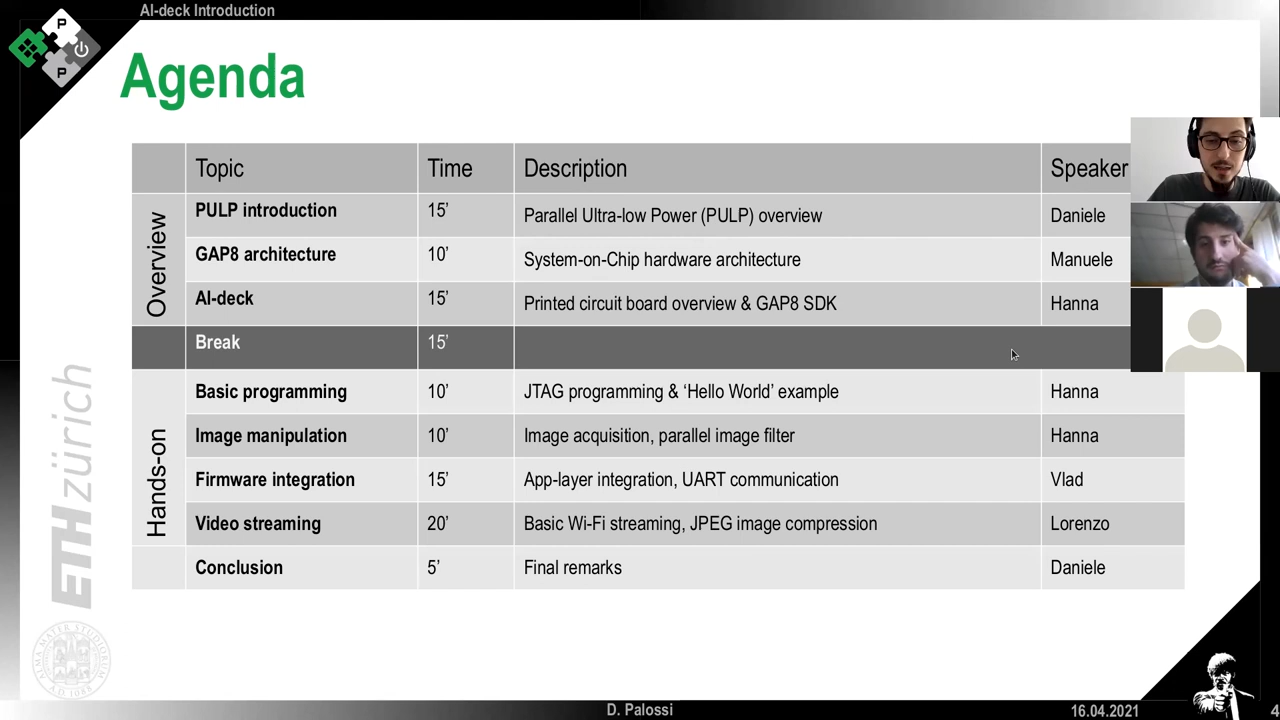 AI-deck Introduction
P
P
Agenda
Topic Time Description Speaker
Overview
PULP introduction 15’ Parallel Ultra-low Power (PULP) overview Daniele
GAP8 architecture 10’ System-on-Chip hardware architecture Manuele
AI-deck 15’ Printed circuit board overview & GAP8 SDK Hanna
Break 15’
Hands-on
Basic programming 10’ JTAG programming & ‘Hello World’ example Hanna
Image manipulation 10’ Image acquisition, parallel image filter Hanna
Firmware integration 15’ App-layer integration, UART communication Vlad
Video streaming 20’ Basic Wi-Fi streaming, JPEG image compression Lorenzo
Conclusion 5’ Final remarks Daniele
ETH zürich
ALMA MATER STUDIORUM
A.D. 1088
D. Palossi
16.04.2021
4